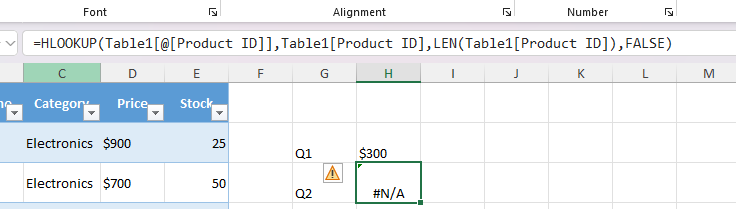 Font Alignment Number
=HLOOKUP(Table1[@[Product ID]],Table1[Product ID],LEN(Table1[Product ID]),FALSE)
C D E F G H I J K L M
Category Price Stock
Electronics $900 25
Q1 $300
Electronics $700 50
Q2 #N/A